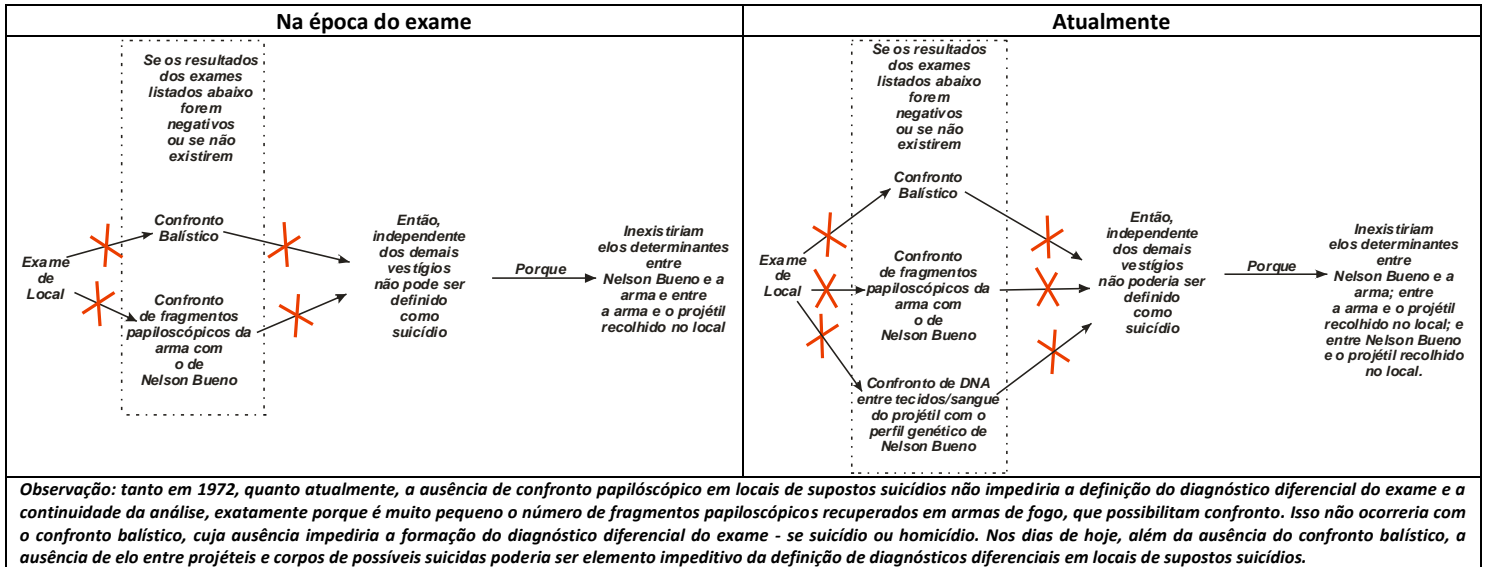 Na época do exame
Se os resultados
dos exames
listados abaixo
forem
negativos
ou se não
existirem
Exame
de
Local
Confronto
Balístico
Confronto
de fragmentos
papiloscópicos da
arma com
o de
Nelson Bueno
Então,
independente
dos demais
vestígios
não pode ser
definido
como
suicídio
Porque
Inexistiriam
elos determinantes
entre
Nelson Bueno e a
arma e entre
a arma e o projétil
recolhido no local
Atualmente
Se os resultados
dos exames
listados abaixo
forem
negativos
ou se não
existirem
Exame
de
Local
Confronto
Balístico
Confronto
de fragmentos
papiloscópicos da
arma com
o de
Nelson Bueno
Confronto de DNA
entre tecidos/sangue
do projétil com o
perfil genético de
Nelson Bueno
Então,
independente
dos demais
vestígios
não poderia ser
definido
como
suicídio
Porque
Inexistiriam
elos determinantes
entre
Nelson Bueno e a
arma; entre
a arma e o projétil
recolhido no local; e
entre Nelson Bueno
e o projétil recolhido
no local.
Observação: tanto em 1972, quanto atualmente, a ausência de confronto papilóscópico em locais de supostos suicídios não impediria a definição do diagnóstico diferencial do exame e a
continuidade da análise, exatamente porque é muito pequeno o número de fragmentos papiloscópicos recuperados em armas de fogo, que possibilitam confronto. Isso não ocorreria com
o confronto balístico, cuja ausência impediria a formação do diagnóstico diferencial do exame - se suicídio ou homicídio. Nos dias de hoje, além da ausência do confronto balístico, a
ausência de elo entre projéteis e corpos de possíveis suicidas poderia ser elemento impeditivo da definição de diagnósticos diferenciais em locais de supostos suicídios.